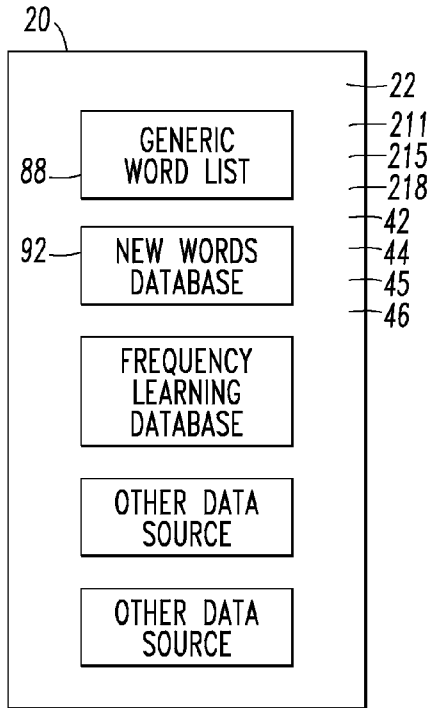 20
22
211
GENERIC
WORD LIST
215
88
218
42
92
NEW WORDS
DATABASE
44
45
46
FREQUENCY
LEARNING
DATABASE
OTHER DATA
SOURCE
OTHER DATA
SOURCE